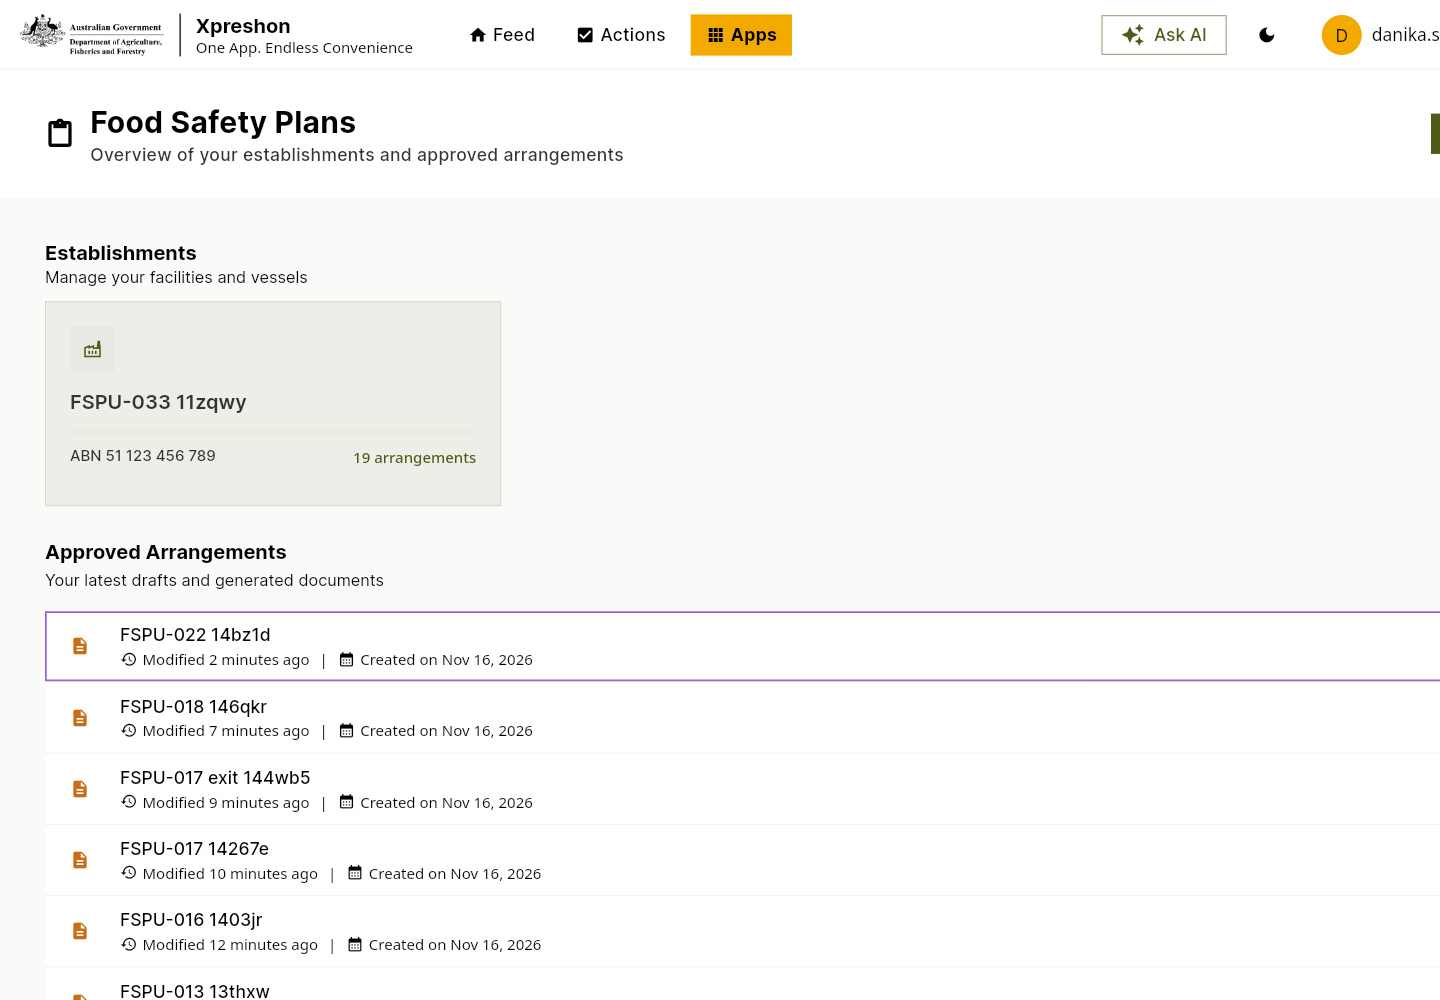 Australian Government
Department of Agriculture,
Fisheries and Forestry
Xpreshon
One App. Endless Convenience
Feed
Actions
Apps
Ask AI
D
danika.s
Food Safety Plans
Overview of your establishments and approved arrangements
Establishments
Manage your facilities and vessels
FSPU-033 11zqwy
ABN 51 123 456 789
19 arrangements
Approved Arrangements
Your latest drafts and generated documents
FSPU-022 14bz1d
Modified 2 minutes ago | Created on Nov 16, 2026
FSPU-018 146qkr
Modified 7 minutes ago | Created on Nov 16, 2026
FSPU-017 exit 144wb5
Modified 9 minutes ago | Created on Nov 16, 2026
FSPU-017 14267e
Modified 10 minutes ago | Created on Nov 16, 2026
FSPU-016 1403jr
Modified 12 minutes ago | Created on Nov 16, 2026
FSPU-013 13thxw